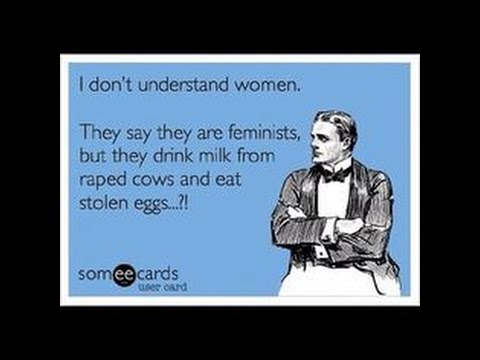 I don't understand women.
They say they are feminists,
but they drink milk from
raped cows and eat
stolen eggs...?!
someecards
user card